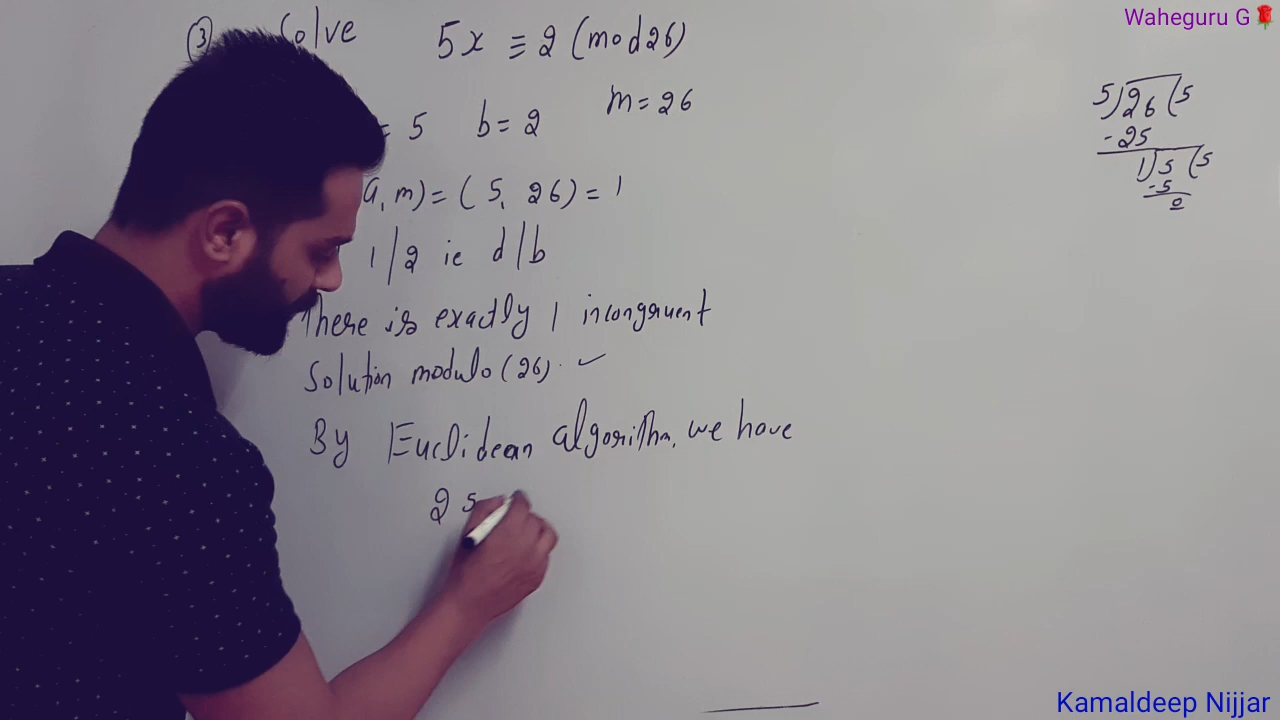 Waheguru G🌹
③ Solve 5x ≡ 2 (mod 26)
= 5 b = 2 m = 26
a, m) = ( 5, 26) = 1
1/2 ie d/b
There is exactly 1 incongruent
Solution modulo (26). ✓
By Euclidean algorithm, we have
2 5
5)26(5
-25
1)5(5
-5
0
Kamaldeep Nijjar